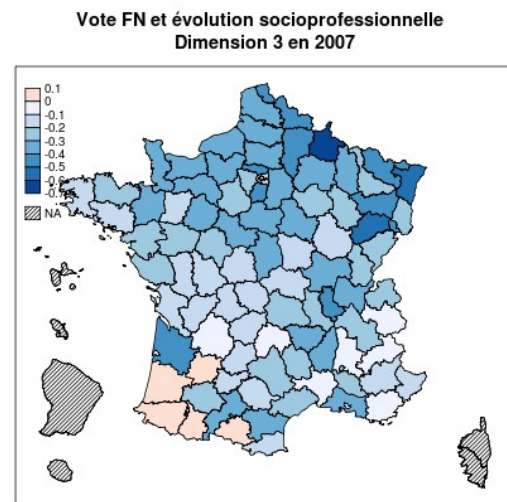 Vote FN et évolution socioprofessionnelle
Dimension 3 en 2007
0.1
0
-0.1
-0.2
-0.3
-0.4
-0.5
NA